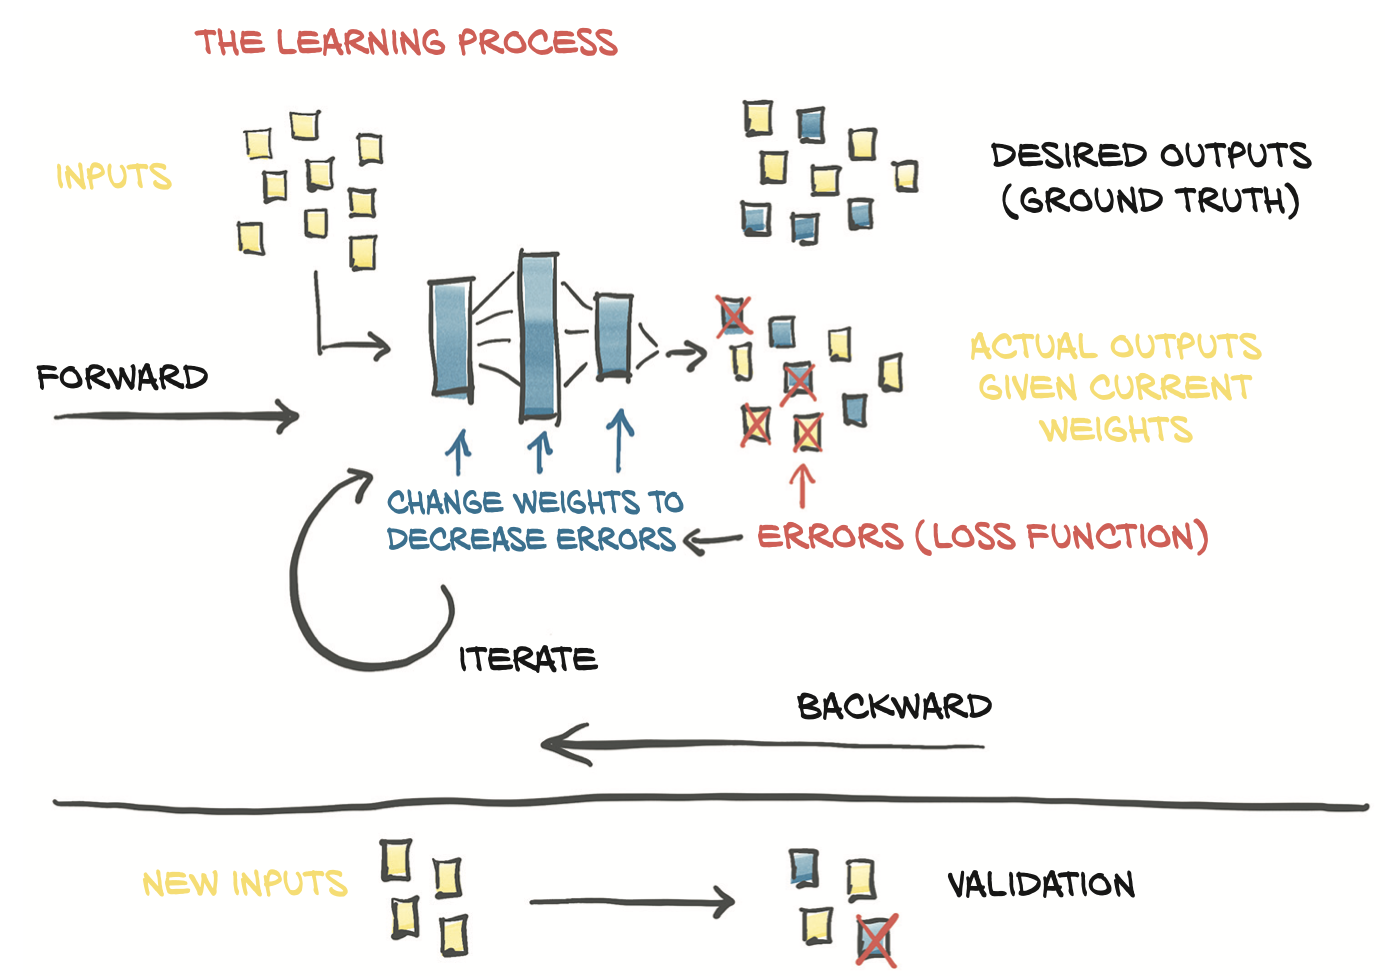 THE LEARNING PROCESS
INPUTS
DESIRED OUTPUTS
(GROUND TRUTH)
FORWARD
ACTUAL OUTPUTS
GIVEN CURRENT
WEIGHTS
CHANGE WEIGHTS TO
DECREASE ERRORS
ERRORS (LOSS FUNCTION)
ITERATE
BACKWARD
NEW INPUTS
VALIDATION